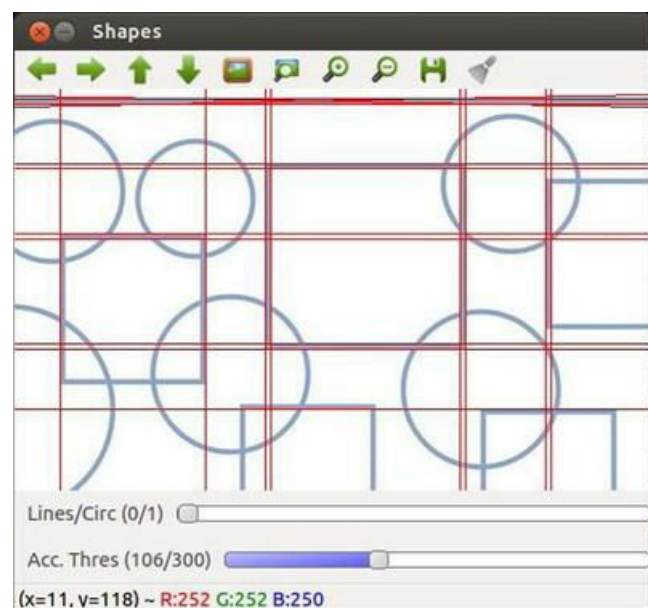 Shapes
Lines/Circ (0/1)
Acc. Thres (106/300)
(x=11, y=118) ~ R:252 G:252 B:250